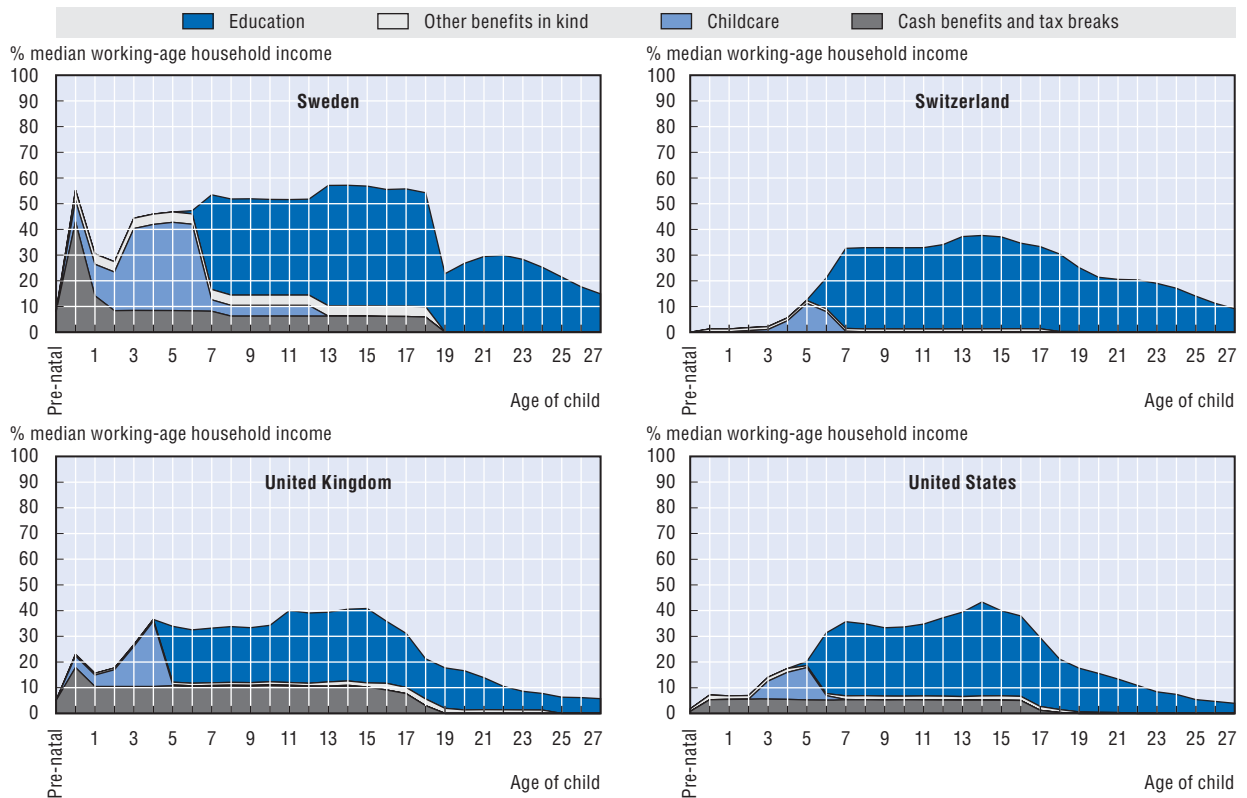 Education Other benefits in kind Childcare Cash benefits and tax breaks
% median working-age household income
100
90
80
70
60
50
40
30
20
10
0
Sweden
Pre-natal 1 3 5 7 9 11 13 15 17 19 21 23 25 27
Age of child
% median working-age household income
100
90
80
70
60
50
40
30
20
10
0
Switzerland
Pre-natal 1 3 5 7 9 11 13 15 17 19 21 23 25 27
Age of child
% median working-age household income
100
90
80
70
60
50
40
30
20
10
0
United Kingdom
Pre-natal 1 3 5 7 9 11 13 15 17 19 21 23 25 27
Age of child
% median working-age household income
100
90
80
70
60
50
40
30
20
10
0
United States
Pre-natal 1 3 5 7 9 11 13 15 17 19 21 23 25 27
Age of child